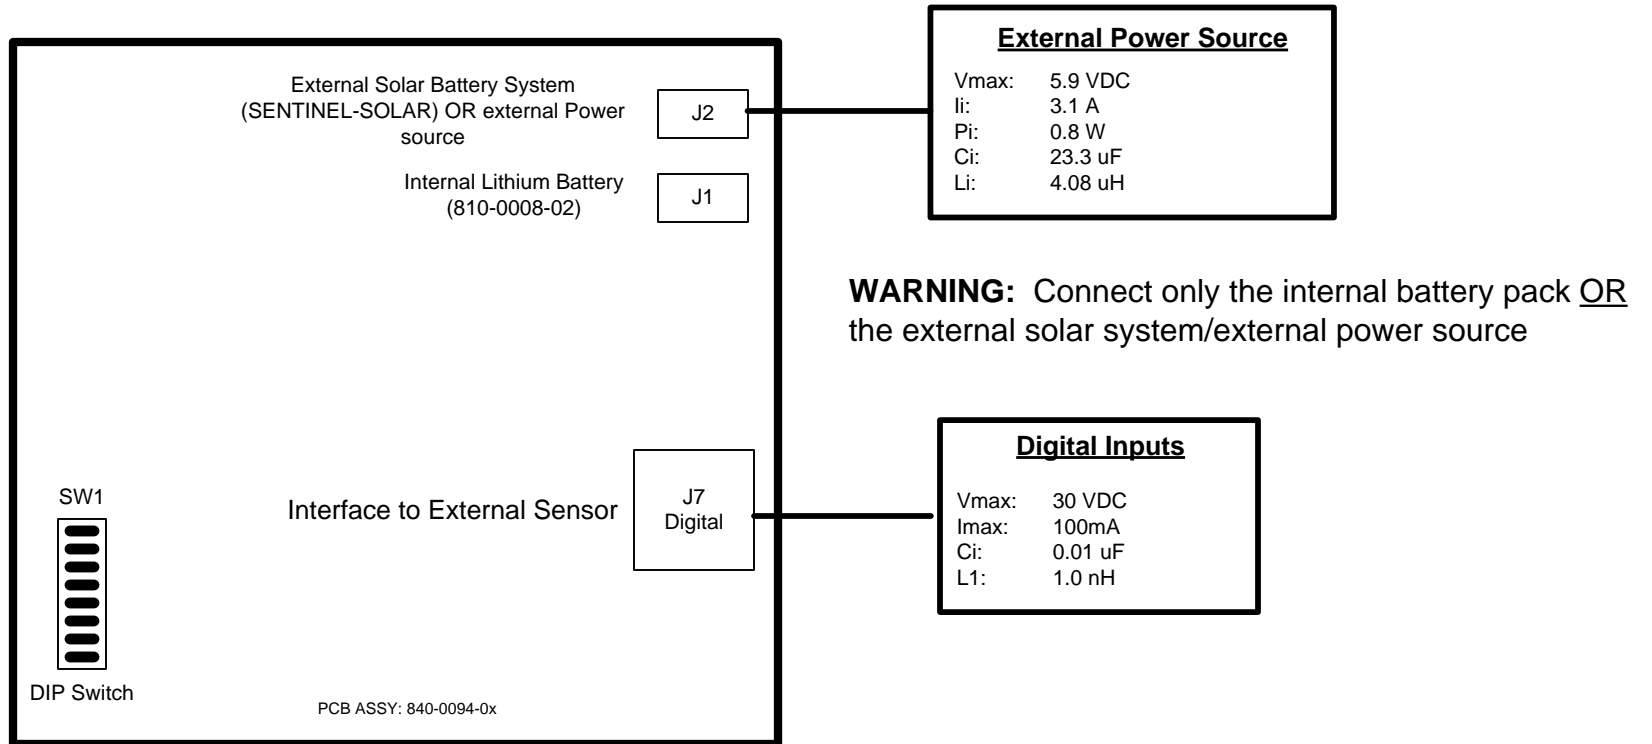 External Solar Battery System
(SENTINEL-SOLAR) OR external Power
source
J2
Internal Lithium Battery
(810-0008-02)
J1
External Power Source
Vmax: 5.9 VDC
Ii: 3.1 A
Pi: 0.8 W
Ci: 23.3 uF
Li: 4.08 uH
WARNING: Connect only the internal battery pack OR
the external solar system/external power source
Interface to External Sensor
J7
Digital
Digital Inputs
Vmax: 30 VDC
Imax: 100mA
Ci: 0.01 uF
L1: 1.0 nH
SW1
DIP Switch
PCB ASSY: 840-0094-0x